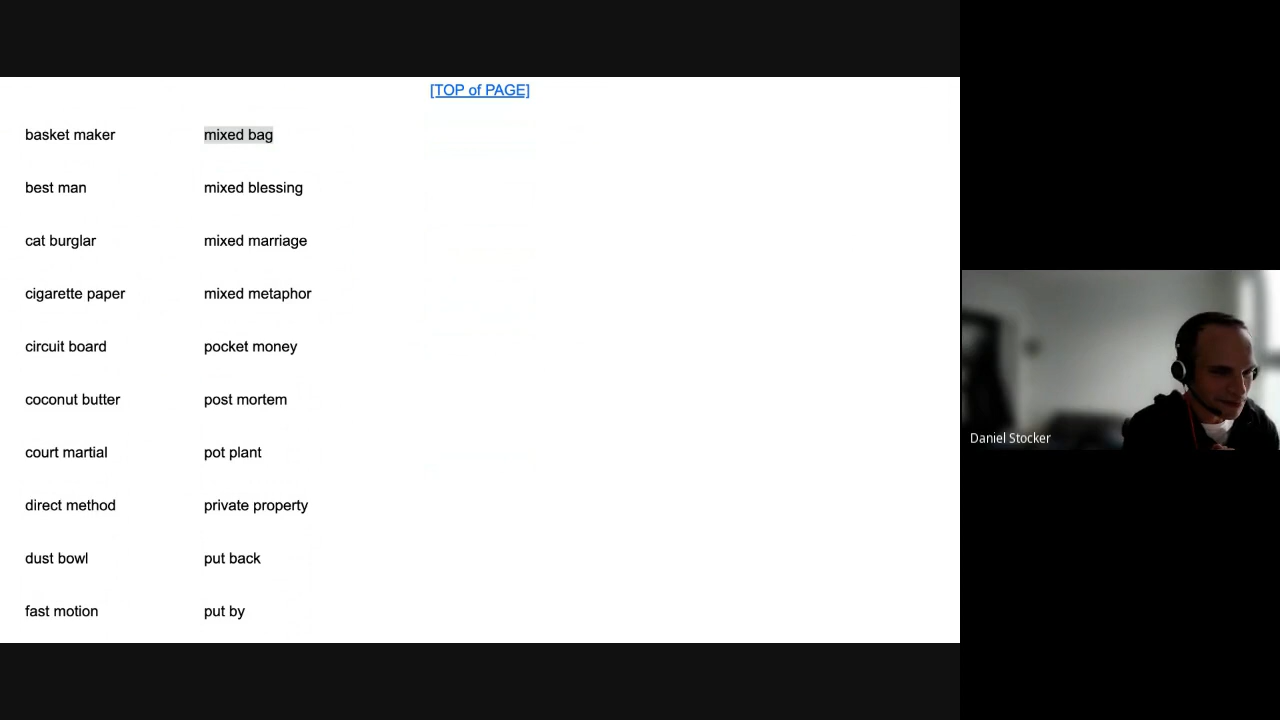 [TOP of PAGE]
basket maker mixed bag
best man mixed blessing
cat burglar mixed marriage
cigarette paper mixed metaphor
circuit board pocket money
coconut butter post mortem
court martial pot plant
direct method private property
dust bowl put back
fast motion put by
Daniel Stocker